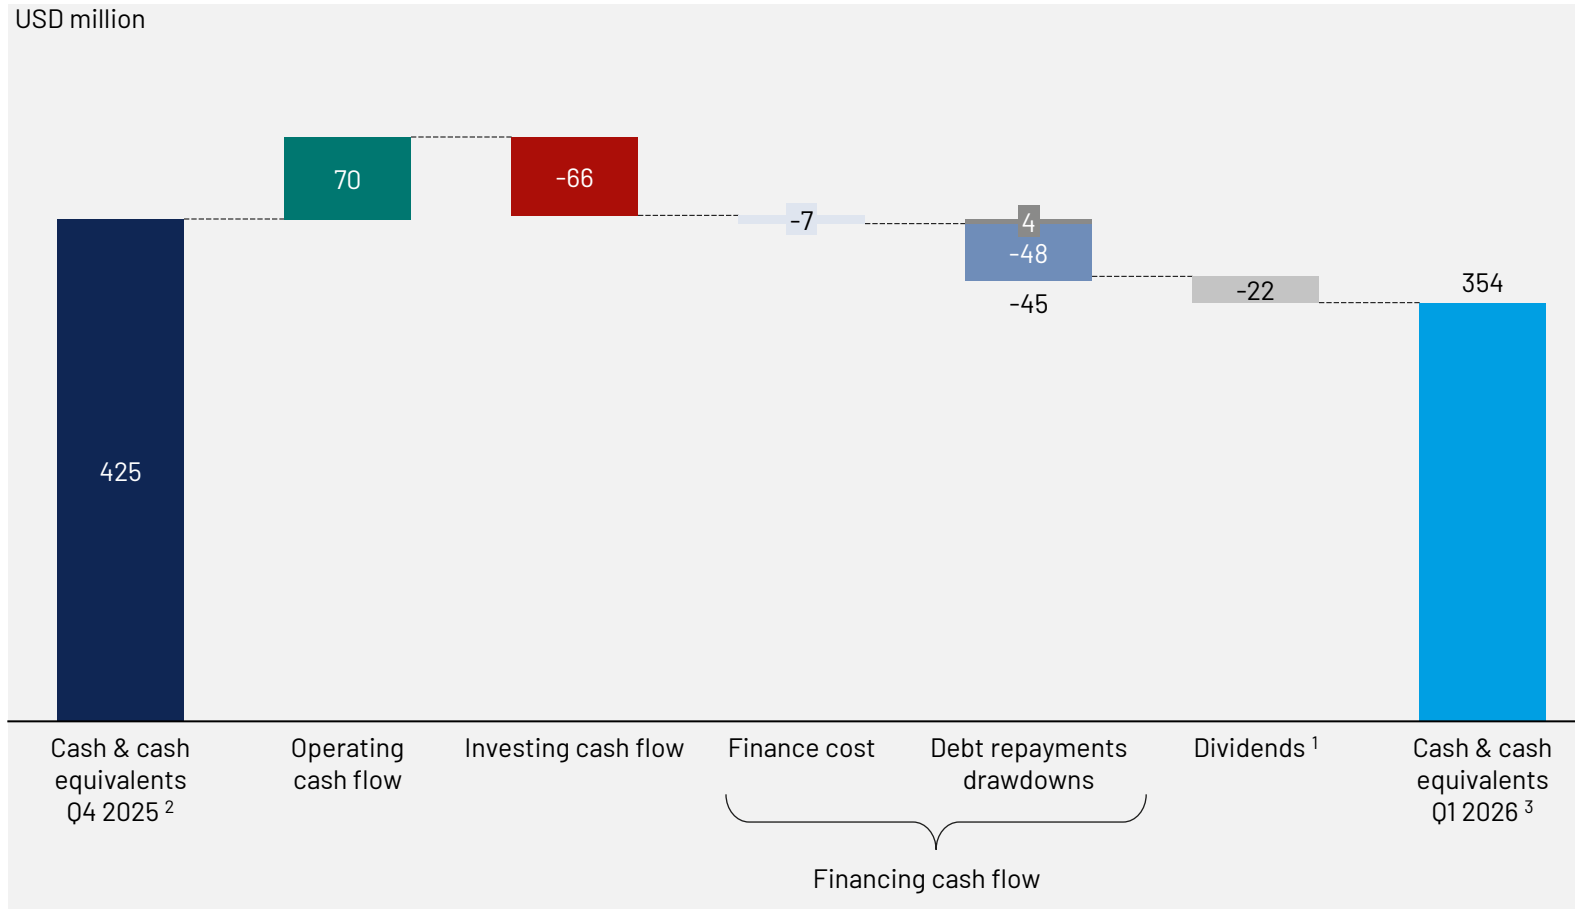 USD million
425
70
-66
-7
4
-48
-45
-22
354
Cash & cash
equivalents
Q4 2025 ²
Operating
cash flow
Investing cash flow
Finance cost
Debt repayments
drawdowns
Dividends ¹
Cash & cash
equivalents
Q1 2026 ³
Financing cash flow